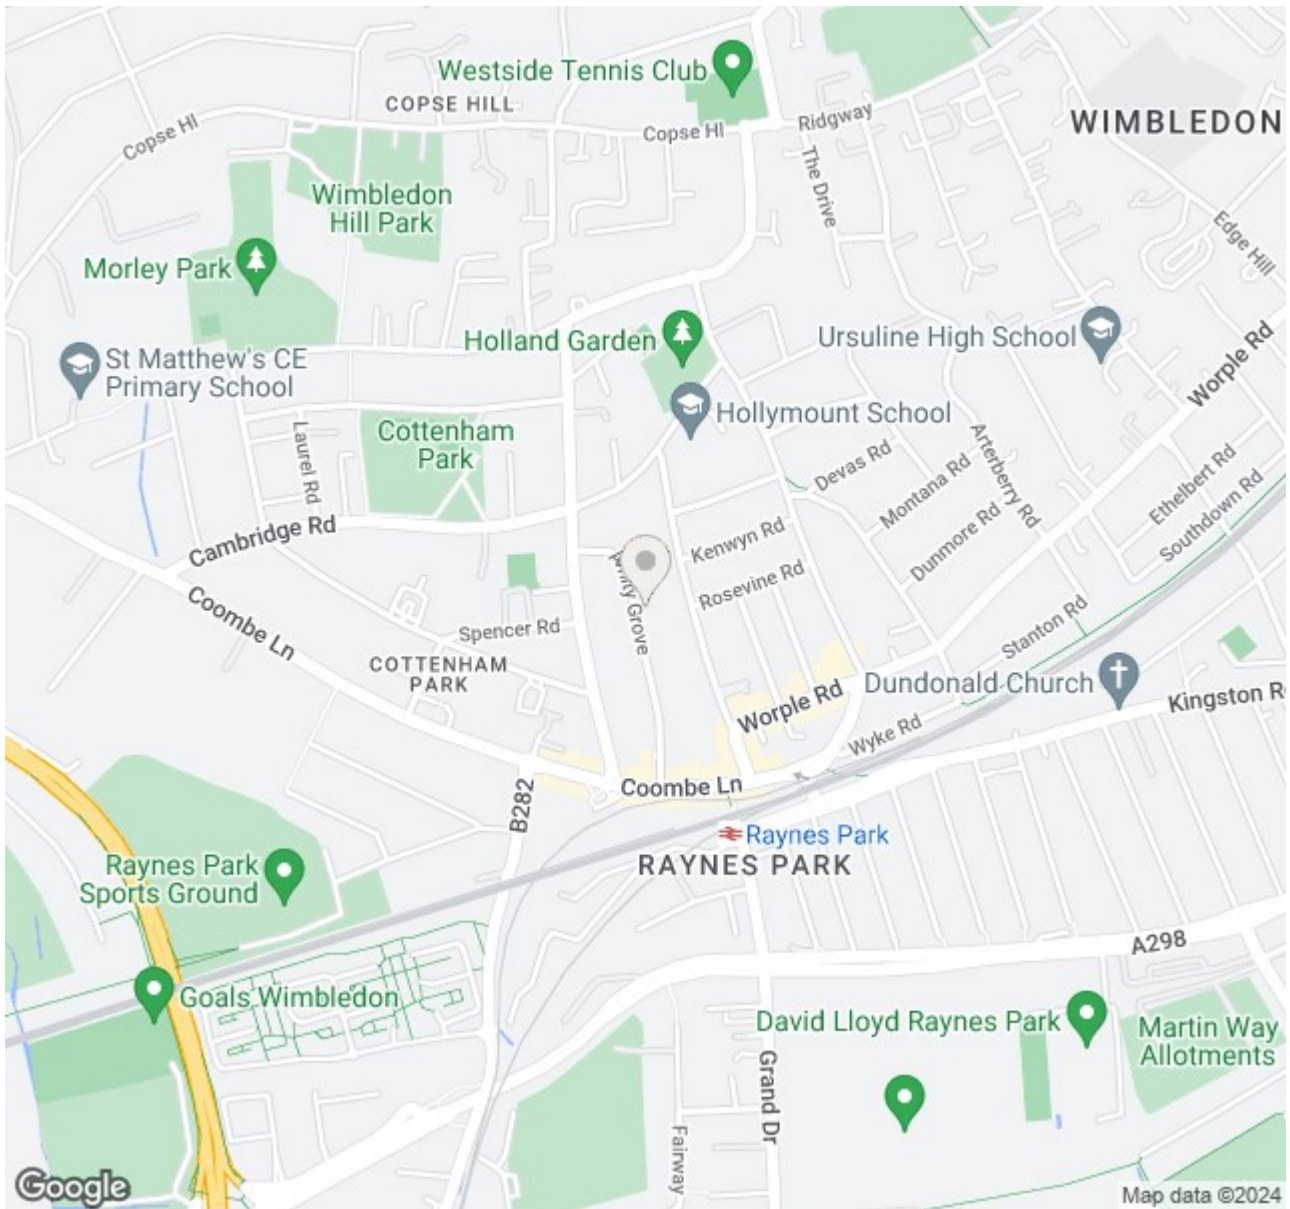 Westside Tennis Club
COPSE HILL
Copse Hl
Ridgway
WIMBLEDON
Copse Hl
The Drive
Wimbledon
Hill Park
Edge Hill
Morley Park
Holland Garden
Ursuline High School
Worple Rd
St Matthew's CE
Primary School
Hollymount School
Cottenham
Park
Laurel Rd
Devas Rd
Arterberry Rd
Montana Rd
Ethelbert Rd
Southdown Rd
Cambridge Rd
Kenwyn Rd
Dunmore Rd
Rosevine Rd
Coombe Ln
Grove
Spencer Rd
Stanton Rd
COTTENHAM
PARK
Dundonald Church
Worple Rd
Kingston
Wyke Rd
B282
Coombe Ln
Raynes Park
RAYNES PARK
Raynes Park
Sports Ground
A298
Goals Wimbledon
David Lloyd Raynes Park
Martin Way
Allotments
Grand Dr
Fairway
Google
Map data ©2024